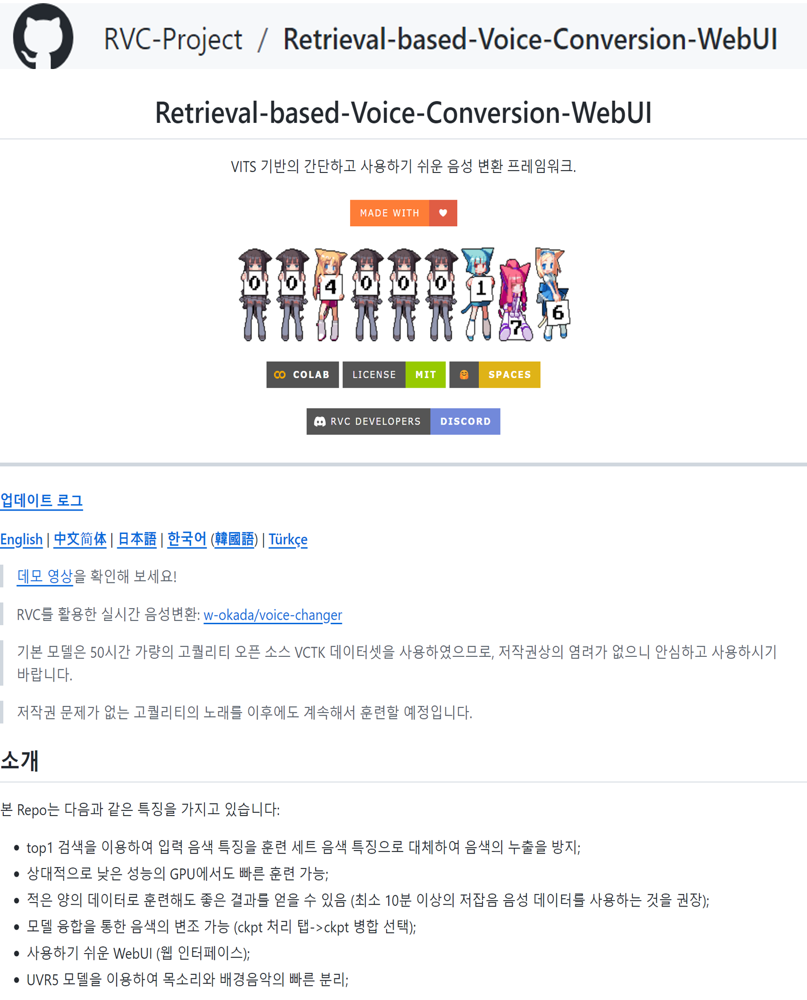 RVC-Project / Retrieval-based-Voice-Conversion-WebUI
Retrieval-based-Voice-Conversion-WebUI
VITS 기반의 간단하고 사용하기 쉬운 음성 변환 프레임워크.
MADE WITH
0 0 4 0 0 0 1 7 6
COLAB LICENSE MIT SPACES
RVC DEVELOPERS DISCORD
업데이트 로그
English | 中文简体 | 日本語 | 한국어 (韓國語) | Türkçe
데모 영상을 확인해 보세요!
RVC를 활용한 실시간 음성변환: w-okada/voice-changer
기본 모델은 50시간 가량의 고퀄리티 오픈 소스 VCTK 데이터셋을 사용하였으므로, 저작권상의 염려가 없으니 안심하고 사용하시기
바랍니다.
저작권 문제가 없는 고퀄리티의 노래를 이후에도 계속해서 훈련할 예정입니다.
소개
본 Repo는 다음과 같은 특징을 가지고 있습니다:
• top1 검색을 이용하여 입력 음색 특징을 훈련 세트 음색 특징으로 대체하여 음색의 누출을 방지;
• 상대적으로 낮은 성능의 GPU에서도 빠른 훈련 가능;
• 적은 양의 데이터로 훈련해도 좋은 결과를 얻을 수 있음 (최소 10분 이상의 저잡음 음성 데이터를 사용하는 것을 권장);
• 모델 융합을 통한 음색의 변조 가능 (ckpt 처리 탭->ckpt 병합 선택);
• 사용하기 쉬운 WebUI (웹 인터페이스);
• UVR5 모델을 이용하여 목소리와 배경음악의 빠른 분리;